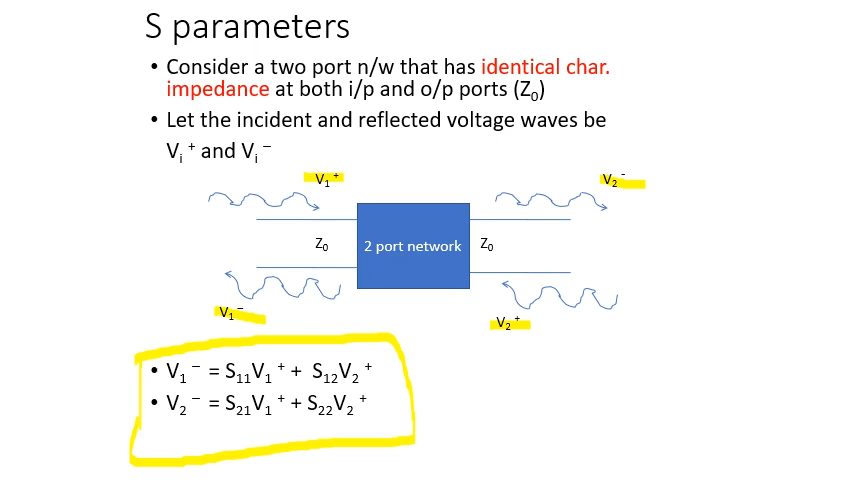 S parameters
• Consider a two port n/w that has identical char.
impedance at both i/p and o/p ports (Z₀)
• Let the incident and reflected voltage waves be
Vᵢ ⁺ and Vᵢ ⁻
V₁ ⁺
V₂ ⁻
Z₀ 2 port network Z₀
V₁ ⁻
V₂ ⁺
• V₁ ⁻ = S₁₁V₁ ⁺ + S₁₂V₂ ⁺
• V₂ ⁻ = S₂₁V₁ ⁺ + S₂₂V₂ ⁺